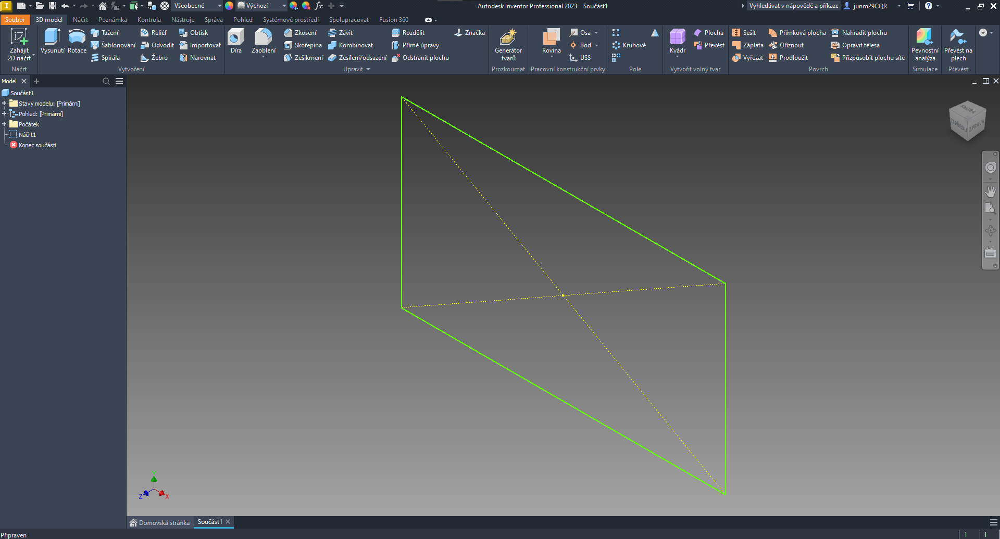 I Všeobecné Výchozí fx Autodesk Inventor Professional 2023 Součást1 Vyhledávat v nápovědě a příkaze junm29CQR ?
Soubor 3D model Náčrt Poznámka Kontrola Nástroje Správa Pohled Systémové prostředí Spolupracovat Fusion 360
Zahájit
2D náčrt
Náčrt
Vysunutí Rotace
Tažení Reliéf Obtisk
Šablonování Odvodit Importovat
Spirála Žebro Narovnat
Vytvoření
Díra Zaoblení
Zkosení Závit Rozdělit Značka
Skořepina Kombinovat Přímé úpravy
Zešikmení Zesílení/odsazení Odstranit plochu
Upravit
Generátor
tvarů
Prozkoumat
Rovina
Osa
Bod
USS
Pracovní konstrukční prvky
Kruhové
Pole
Kvádr
Plocha
Převést
Vytvořit volný tvar
Sešít Přímková plocha Nahradit plochu
Záplata Oříznout Opravit tělesa
Vyřezat Prodloužit Přizpůsobit plochu sítě
Povrch
Pevnostní
analýza
Simulace
Převést na
plech
Převést
Model
Součást1
Stavy modelu: [Primární]
Pohled: [Primární]
Počátek
Náčrt1
Konec součásti
SHORA
ZEPŘEDU ZPRAVA
Y
Z X
Domovská stránka Součást1
Připraven 1 1